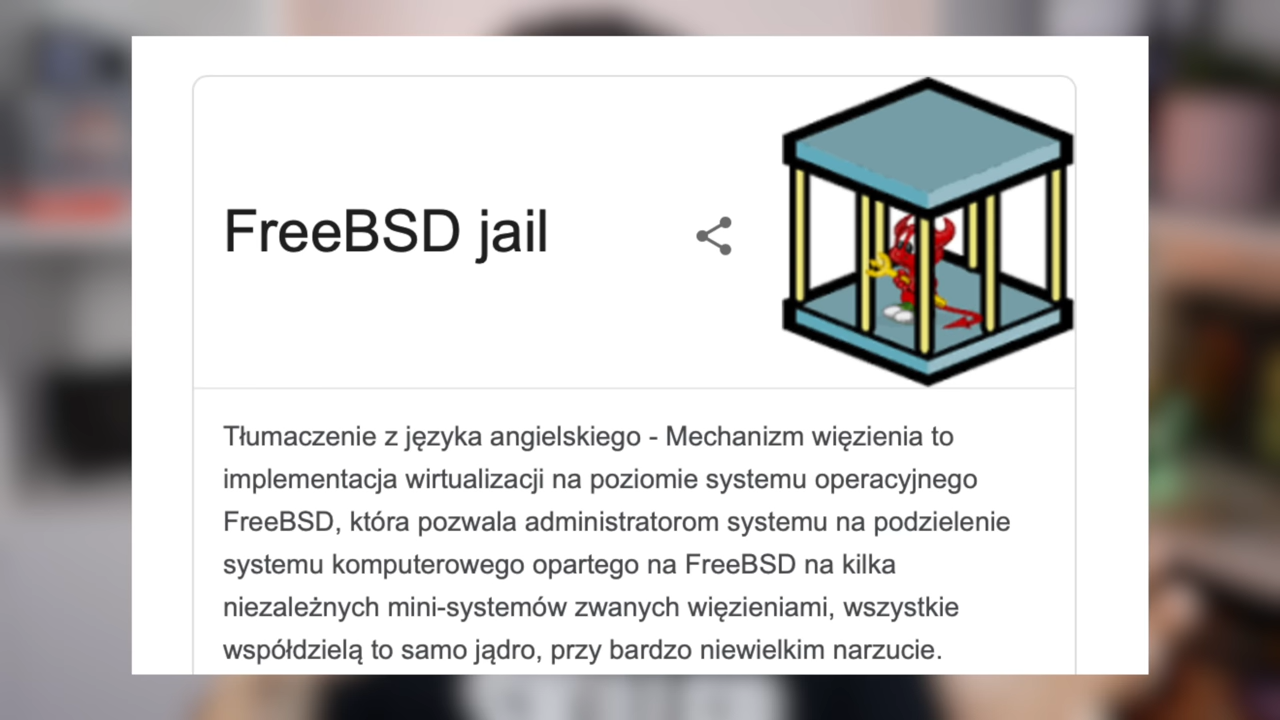 FreeBSD jail
Tłumaczenie z języka angielskiego - Mechanizm więzienia to
implementacja wirtualizacji na poziomie systemu operacyjnego
FreeBSD, która pozwala administratorom systemu na podzielenie
systemu komputerowego opartego na FreeBSD na kilka
niezależnych mini-systemów zwanych więzieniami, wszystkie
współdzielą to samo jądro, przy bardzo niewielkim narzucie.